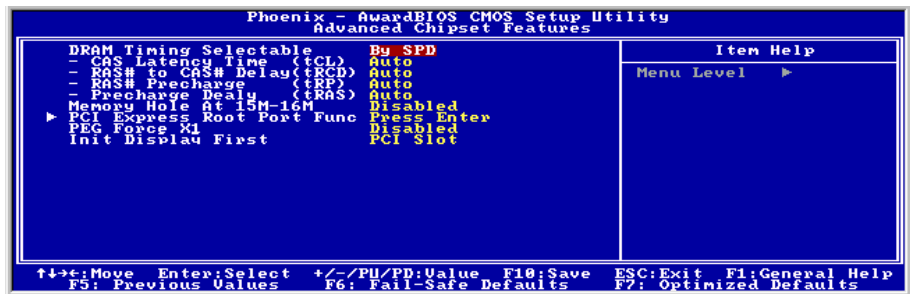 Phoenix - AwardBIOS CMOS Setup Utility
Advanced Chipset Features
DRAM Timing Selectable By SPD
- CAS Latency Time (tCL) Auto
- RAS# to CAS# Delay(tRCD) Auto
- RAS# Precharge (tRP) Auto
- Precharge Dealy (tRAS) Auto
Memory Hole At 15M-16M Disabled
► PCI Express Root Port Func Press Enter
PEG Force X1 Disabled
Init Display First PCI Slot
Item Help
Menu Level ►
↑↓→←:Move Enter:Select +/-/PU/PD:Value F10:Save ESC:Exit F1:General Help
F5: Previous Values F6: Fail-Safe Defaults F7: Optimized Defaults